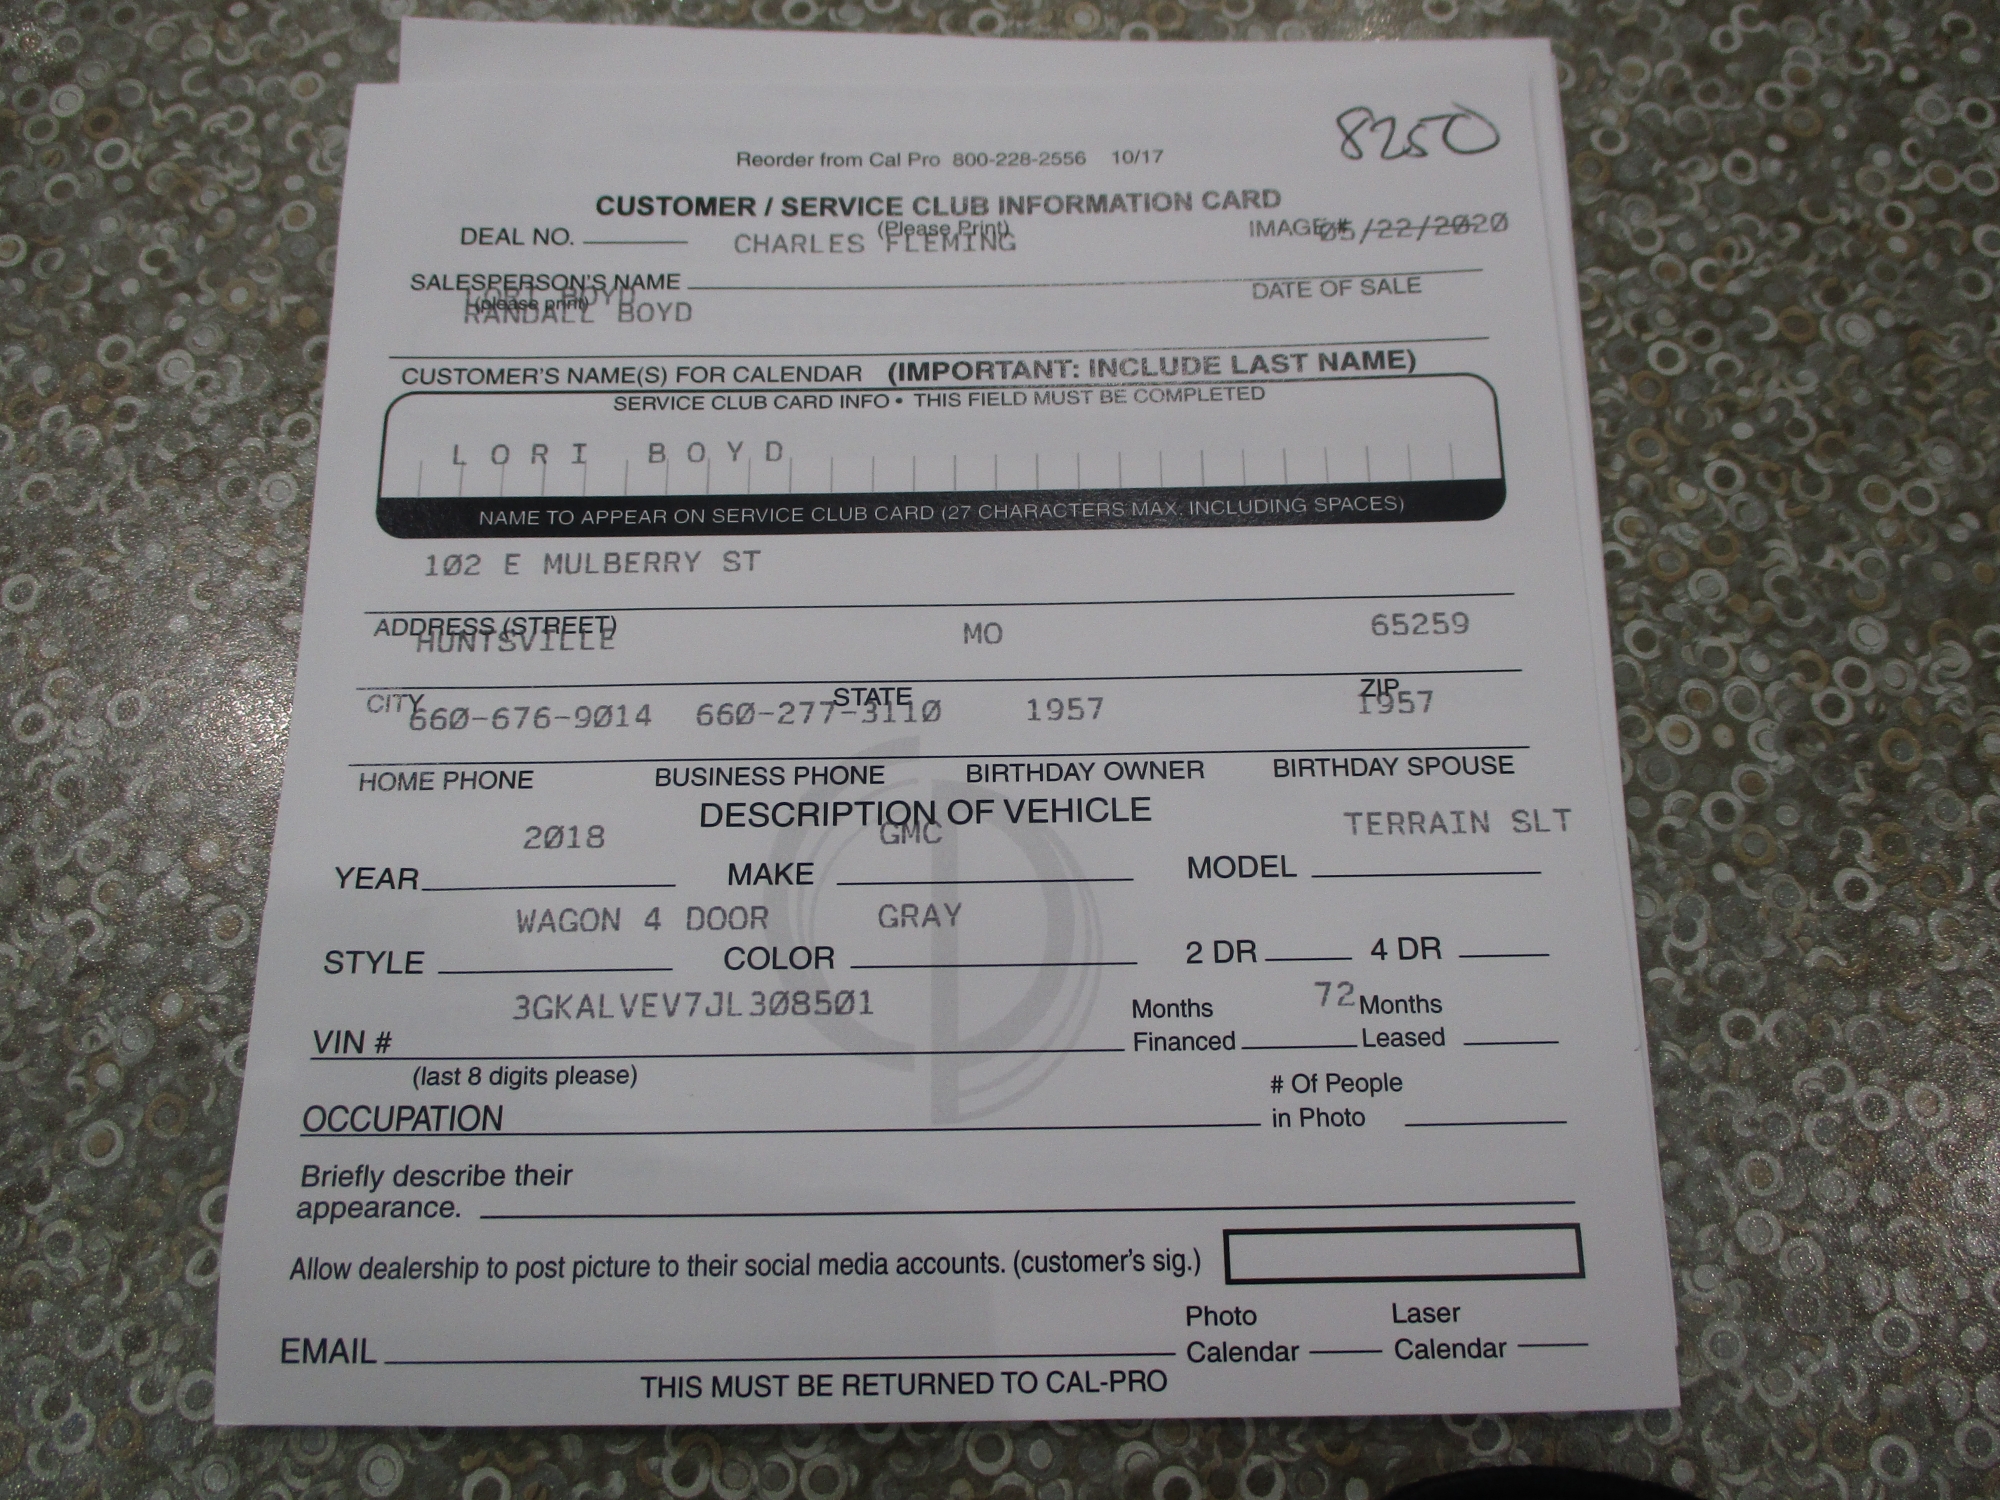 8250
Reorder from Cal Pro 800-228-2556 10/17
CUSTOMER / SERVICE CLUB INFORMATION CARD
(Please Print)
DEAL NO. CHARLES FLEMING IMAGE# 05/22/2020
SALESPERSON'S NAME DATE OF SALE
(please print)
LORI BOYD
RANDALL BOYD
CUSTOMER'S NAME(S) FOR CALENDAR (IMPORTANT: INCLUDE LAST NAME)
SERVICE CLUB CARD INFO • THIS FIELD MUST BE COMPLETED
LORI BOYD
NAME TO APPEAR ON SERVICE CLUB CARD (27 CHARACTERS MAX. INCLUDING SPACES)
102 E MULBERRY ST
ADDRESS (STREET)
HUNTSVILLE MO 65259
CITY STATE ZIP
660-676-9014 660-277-3110 1957 1957
HOME PHONE BUSINESS PHONE BIRTHDAY OWNER BIRTHDAY SPOUSE
DESCRIPTION OF VEHICLE
2018 GMC TERRAIN SLT
YEAR MAKE MODEL
WAGON 4 DOOR GRAY
STYLE COLOR 2 DR 4 DR
3GKALVEV7JL308501 Months 72 Months
VIN # Financed Leased
(last 8 digits please) # Of People
OCCUPATION in Photo
Briefly describe their
appearance.
Allow dealership to post picture to their social media accounts. (customer's sig.)
Photo Laser
EMAIL Calendar Calendar
THIS MUST BE RETURNED TO CAL-PRO